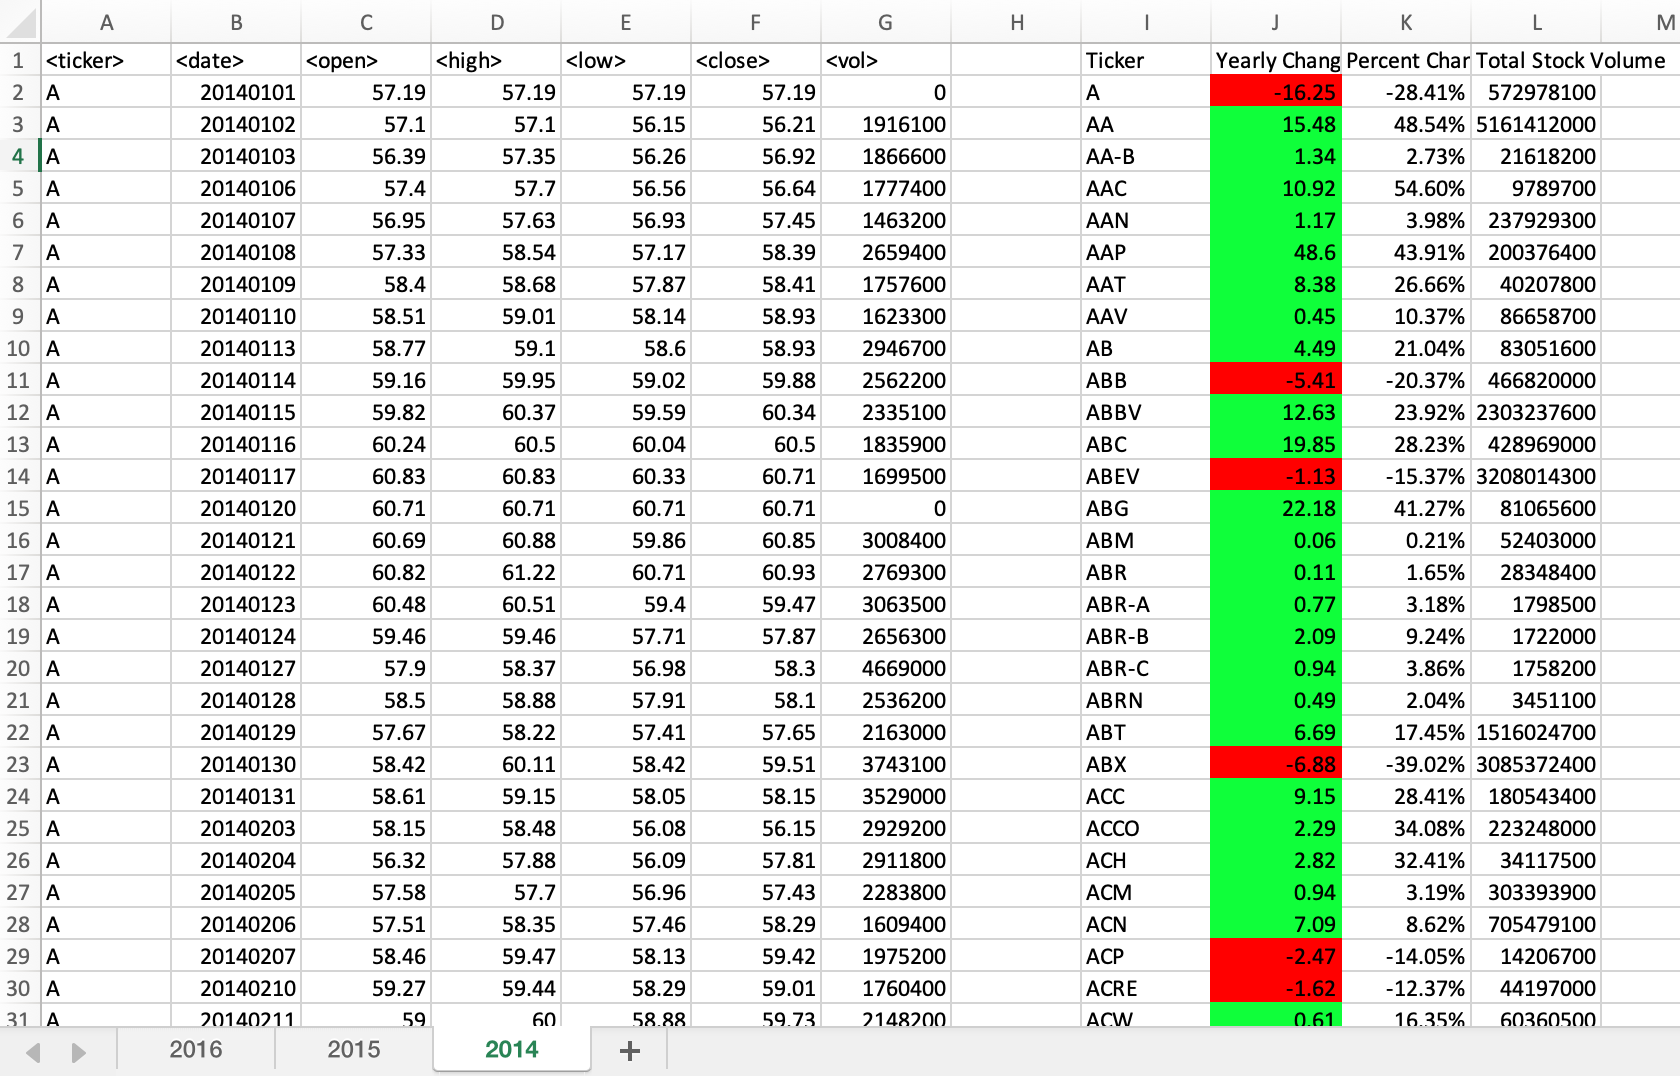 A B C D E F G H I J K L M
1 <ticker> <date> <open> <high> <low> <close> <vol> Ticker Yearly Chang Percent Char Total Stock Volume
2 A 20140101 57.19 57.19 57.19 57.19 0 A -16.25 -28.41% 572978100
3 A 20140102 57.1 57.1 56.15 56.21 1916100 AA 15.48 48.54% 5161412000
4 A 20140103 56.39 57.35 56.26 56.92 1866600 AA-B 1.34 2.73% 21618200
5 A 20140106 57.4 57.7 56.56 56.64 1777400 AAC 10.92 54.60% 9789700
6 A 20140107 56.95 57.63 56.93 57.45 1463200 AAN 1.17 3.98% 237929300
7 A 20140108 57.33 58.54 57.17 58.39 2659400 AAP 48.6 43.91% 200376400
8 A 20140109 58.4 58.68 57.87 58.41 1757600 AAT 8.38 26.66% 40207800
9 A 20140110 58.51 59.01 58.14 58.93 1623300 AAV 0.45 10.37% 86658700
10 A 20140113 58.77 59.1 58.6 58.93 2946700 AB 4.49 21.04% 83051600
11 A 20140114 59.16 59.95 59.02 59.88 2562200 ABB -5.41 -20.37% 466820000
12 A 20140115 59.82 60.37 59.59 60.34 2335100 ABBV 12.63 23.92% 2303237600
13 A 20140116 60.24 60.5 60.04 60.5 1835900 ABC 19.85 28.23% 428969000
14 A 20140117 60.83 60.83 60.33 60.71 1699500 ABEV -1.13 -15.37% 3208014300
15 A 20140120 60.71 60.71 60.71 60.71 0 ABG 22.18 41.27% 81065600
16 A 20140121 60.69 60.88 59.86 60.85 3008400 ABM 0.06 0.21% 52403000
17 A 20140122 60.82 61.22 60.71 60.93 2769300 ABR 0.11 1.65% 28348400
18 A 20140123 60.48 60.51 59.4 59.47 3063500 ABR-A 0.77 3.18% 1798500
19 A 20140124 59.46 59.46 57.71 57.87 2656300 ABR-B 2.09 9.24% 1722000
20 A 20140127 57.9 58.37 56.98 58.3 4669000 ABR-C 0.94 3.86% 1758200
21 A 20140128 58.5 58.88 57.91 58.1 2536200 ABRN 0.49 2.04% 3451100
22 A 20140129 57.67 58.22 57.41 57.65 2163000 ABT 6.69 17.45% 1516024700
23 A 20140130 58.42 60.11 58.42 59.51 3743100 ABX -6.88 -39.02% 3085372400
24 A 20140131 58.61 59.15 58.05 58.15 3529000 ACC 9.15 28.41% 180543400
25 A 20140203 58.15 58.48 56.08 56.15 2929200 ACCO 2.29 34.08% 223248000
26 A 20140204 56.32 57.88 56.09 57.81 2911800 ACH 2.82 32.41% 34117500
27 A 20140205 57.58 57.7 56.96 57.43 2283800 ACM 0.94 3.19% 303393900
28 A 20140206 57.51 58.35 57.46 58.29 1609400 ACN 7.09 8.62% 705479100
29 A 20140207 58.46 59.47 58.13 59.42 1975200 ACP -2.47 -14.05% 14206700
30 A 20140210 59.27 59.44 58.29 59.01 1760400 ACRE -1.62 -12.37% 44197000
31 A 20140211 59 60 58.88 59.73 2148200 ACW 0.61 16.35% 60360500
2016 2015 2014 +